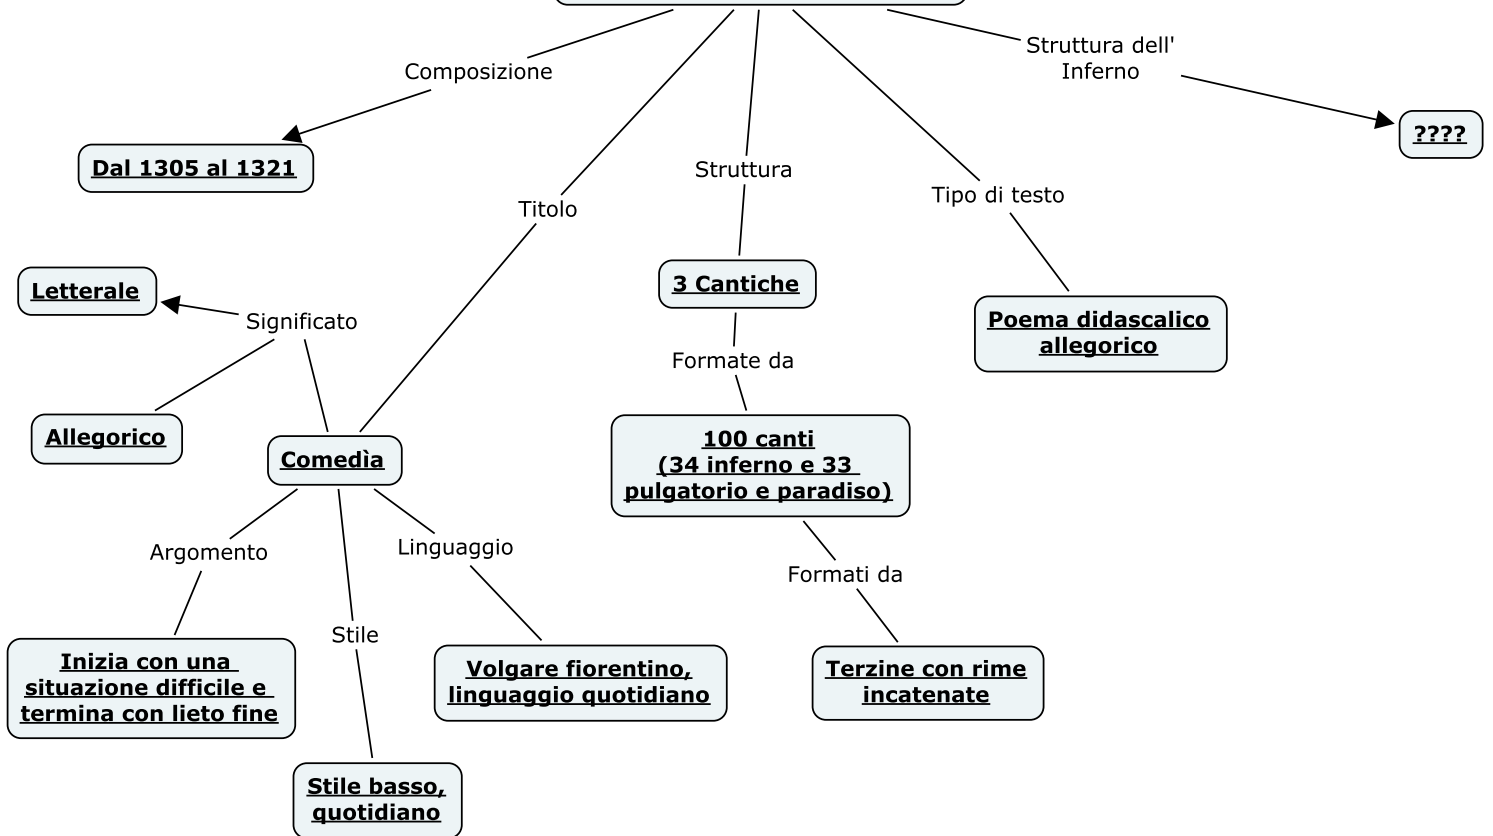 Struttura dell'
Inferno
Composizione
????
Dal 1305 al 1321
Struttura
Tipo di testo
Titolo
3 Cantiche
Letterale
Significato
Poema didascalico
allegorico
Formate da
Allegorico
100 canti
(34 inferno e 33
pulgatorio e paradiso)
Comedìa
Argomento
Linguaggio
Formati da
Stile
Inizia con una
situazione difficile e
termina con lieto fine
Volgare fiorentino,
linguaggio quotidiano
Terzine con rime
incatenate
Stile basso,
quotidiano